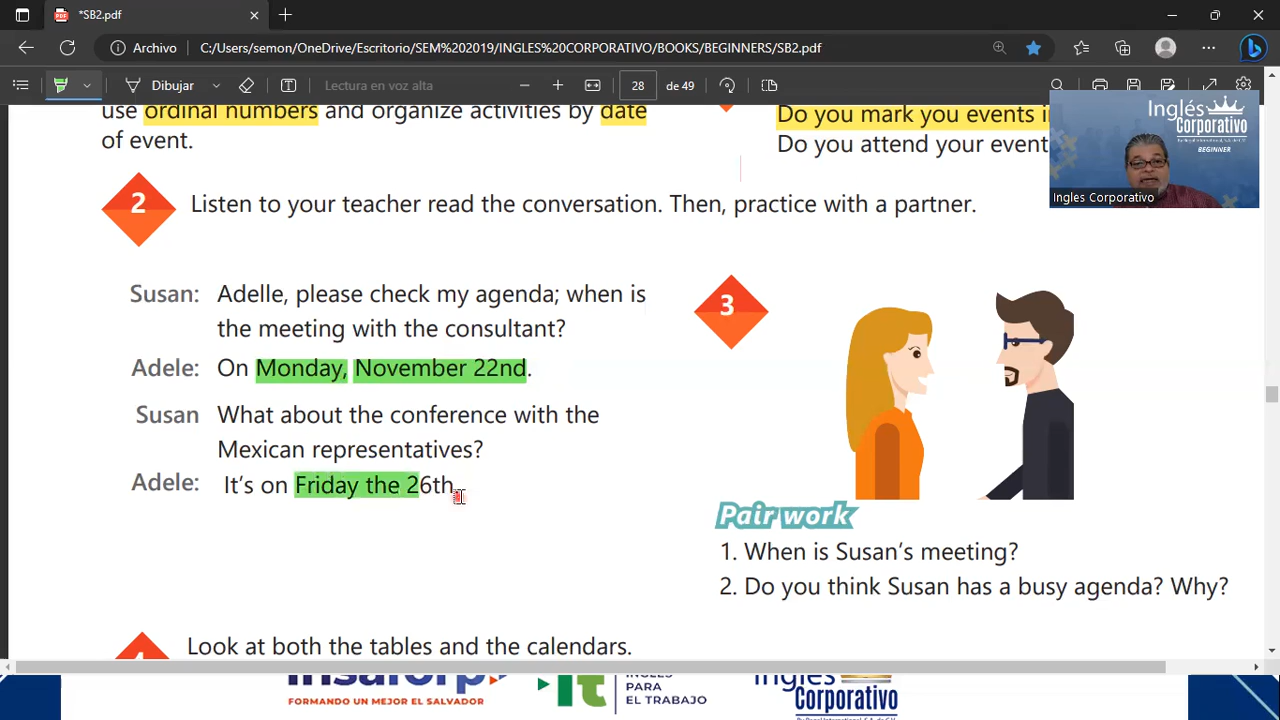 *SB2.pdf
Archivo
C:/Users/semon/OneDrive/Escritorio/SEM%202019/INGLES%20CORPORATIVO/BOOKS/BEGINNERS/SB2.pdf
Dibujar
Lectura en voz alta
28
de 49
use ordinal numbers and organize activities by date
of event.
Do you mark you events i
Do you attend your event
Inglés
Corporativo
BEGINNER
Ingles Corporativo
2
Listen to your teacher read the conversation. Then, practice with a partner.
Susan: Adelle, please check my agenda; when is
the meeting with the consultant?
Adele: On Monday, November 22nd.
Susan What about the conference with the
Mexican representatives?
Adele: It's on Friday the 26th
3
Pair work
1. When is Susan's meeting?
2. Do you think Susan has a busy agenda? Why?
Look at both the tables and the calendars.
insaforp
FORMANDO UN MEJOR EL SALVADOR
it
INGLÉS
PARA
EL TRABAJO
Inglés
Corporativo